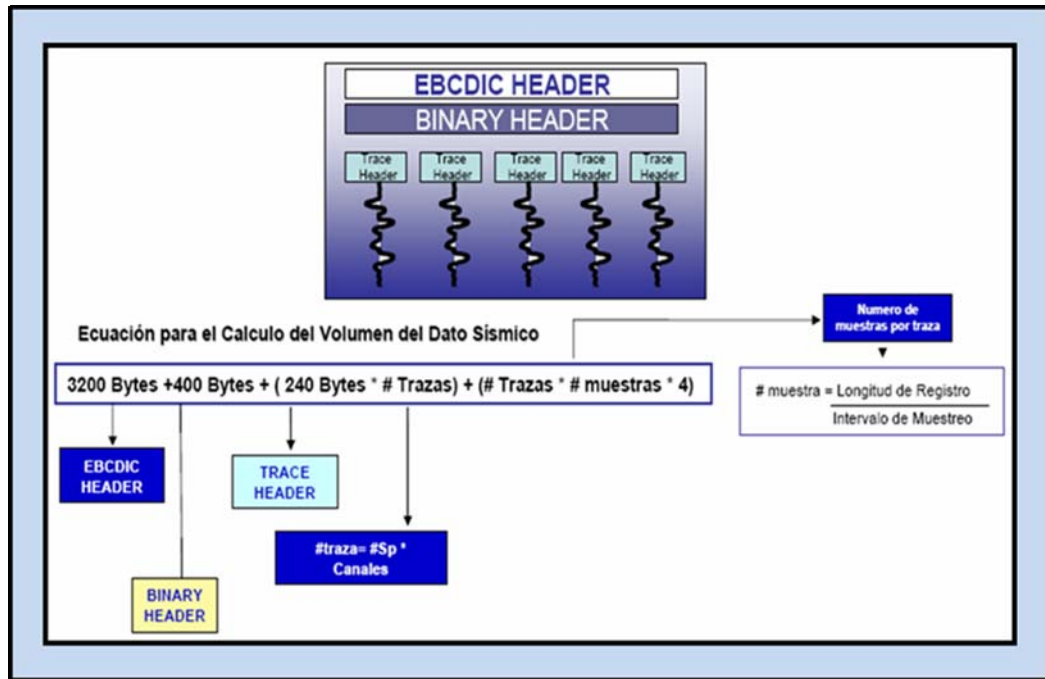 EBCDIC HEADER
BINARY HEADER
Trace
Header
Trace
Header
Trace
Header
Trace
Header
Trace
Header
Numero de
muestras por traza
Ecuación para el Calculo del Volumen del Dato Sísmico
3200 Bytes +400 Bytes + ( 240 Bytes * # Trazas) + (# Trazas * # muestras * 4)
# muestra = Longitud de Registro
Intervalo de Muestreo
EBCDIC
HEADER
TRACE
HEADER
#traza= #Sp *
Canales
BINARY
HEADER